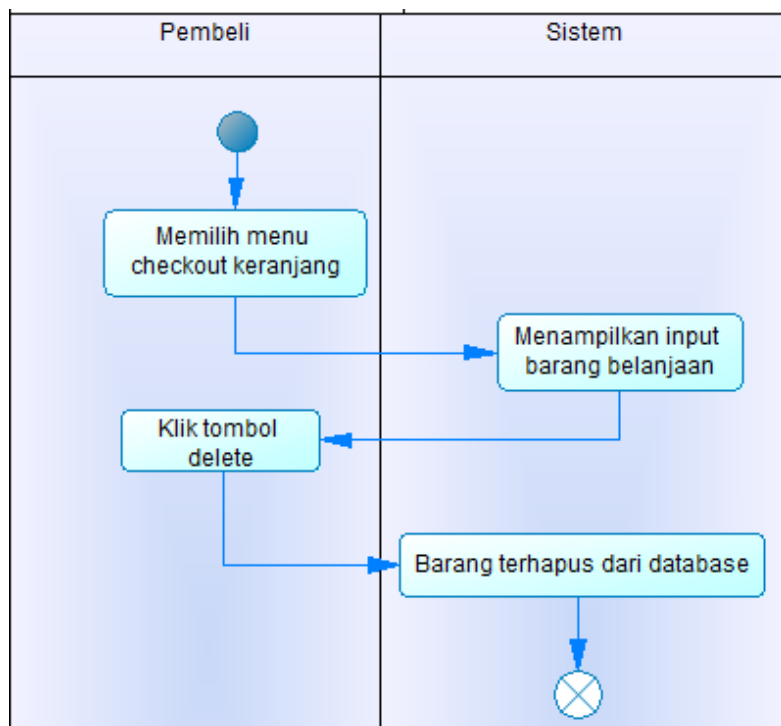 Pembeli
Sistem
Memilih menu
checkout keranjang
Menampilkan input
barang belanjaan
Klik tombol
delete
Barang terhapus dari database